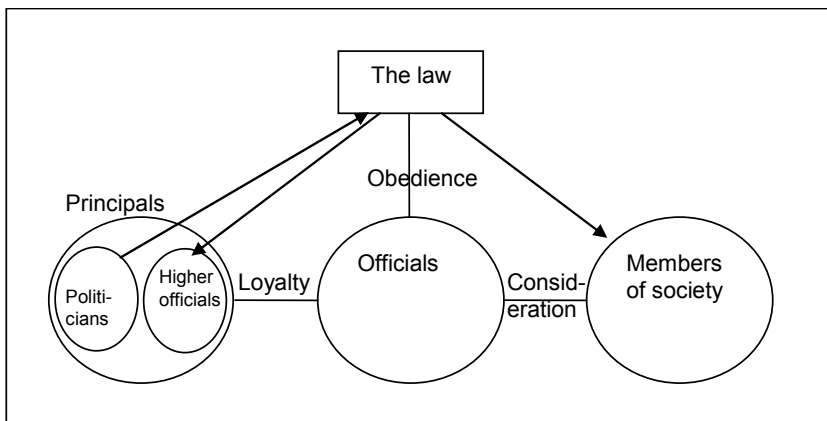 The law
Obedience
Principals
Officials
Members
of society
Higher
officials
Politi-
cians
Loyalty
Consid-
eration